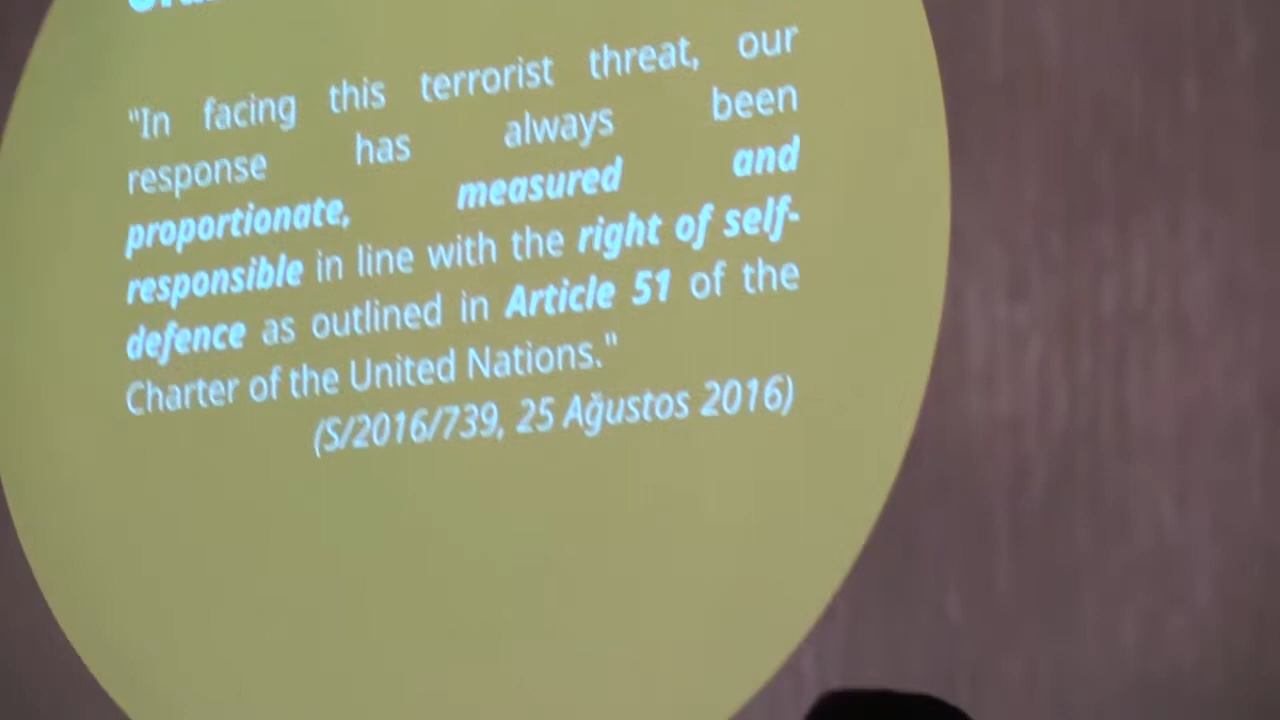 "In facing this terrorist threat, our
response has always been
proportionate, measured and
responsible in line with the right of self-
defence as outlined in Article 51 of the
Charter of the United Nations."
(S/2016/739, 25 Ağustos 2016)